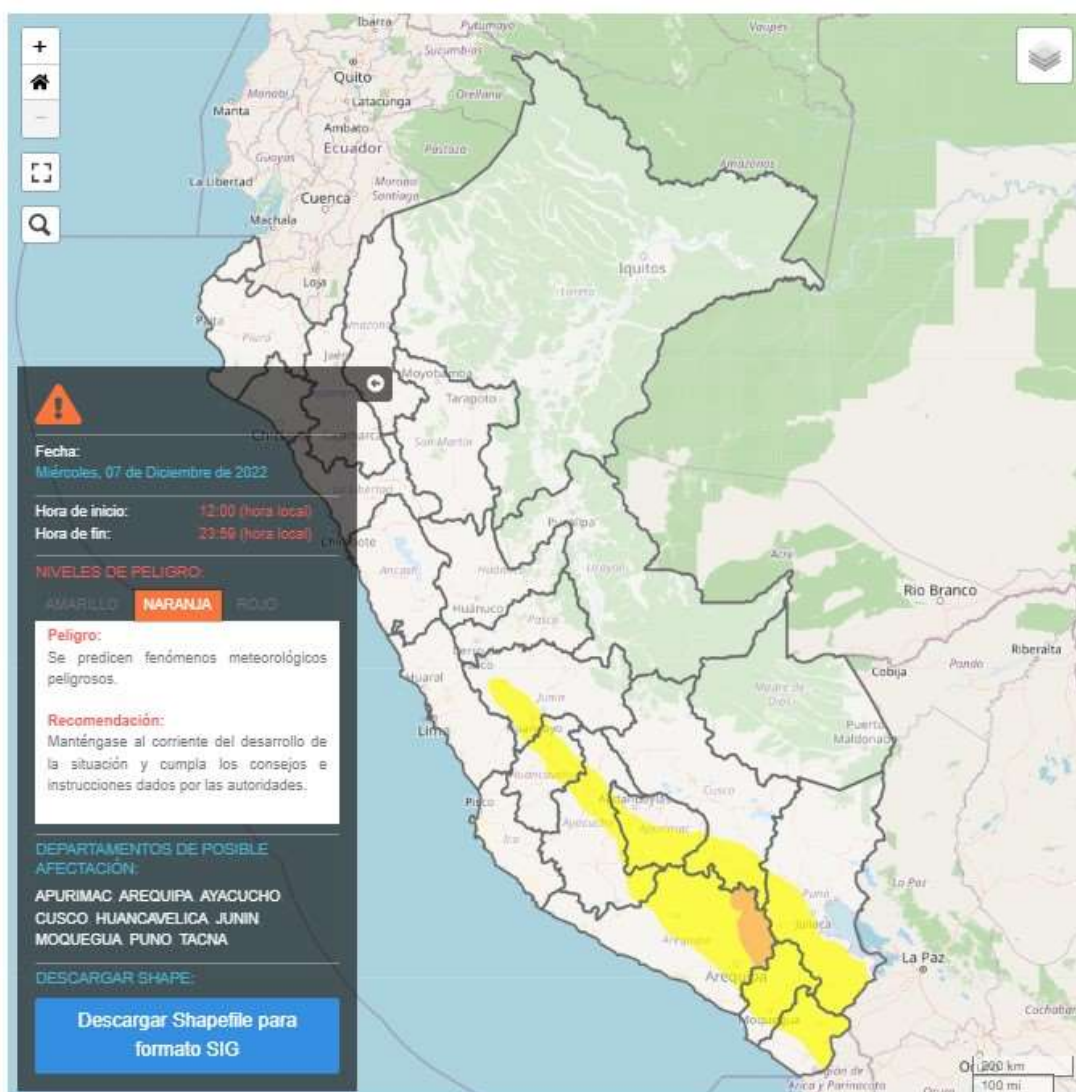 Ibarra
Putumayo
Vaupés
Sucumbíos
Quito
Manabí
Latacunga
Orellana
Manta
Ambato
Ecuador
Pastaza
Amazonas
Guayas
La Libertad
Morona
Santiago
Cuenca
Machala
Iquitos
Loreto
Loja
Piura
Jaén
Moyobamba
Tarapoto
San Martín
Fecha:
Miércoles, 07 de Diciembre de 2022
Hora de inicio: 12:00 (hora local)
Hora de fin: 23:59 (hora local)
NIVELES DE PELIGRO:
AMARILLO NARANJA ROJO
Peligro:
Se predicen fenómenos meteorológicos
peligrosos.
Recomendación:
Manténgase al corriente del desarrollo de
la situación y cumpla los consejos e
instrucciones dados por las autoridades.
DEPARTAMENTOS DE POSIBLE
AFECTACIÓN:
APURIMAC AREQUIPA AYACUCHO
CUSCO HUANCAVELICA JUNIN
MOQUEGUA PUNO TACNA
DESCARGAR SHAPE:
Descargar Shapefile para
formato SIG
Áncash
Huánuco
Pasco
Ucayali
Acre
Rio Branco
Riberalta
Cobija
Pando
Huaral
Junín
Lima
Madre de
Dios
Puerto
Maldonado
Pisco
Ica
Ayacucho
Apurímac
Cusco
Puno
Juliaca
La Paz
La Paz
Arequipa
Arequipa
Moquegua
Cochabam
200 km
100 mi
Arica y Parinacota